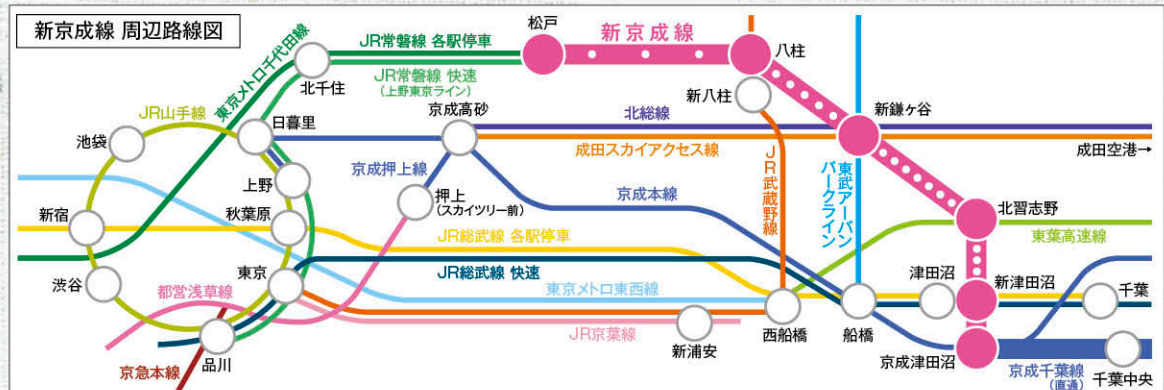 新京成線 周辺路線図
松戸
新京成線
八柱
JR常磐線 各駅停車
JR常磐線 快速
(上野東京ライン)
東京メトロ千代田線
北千住
新八柱
新鎌ヶ谷
京成高砂
北総線
成田スカイアクセス線
成田空港→
JR山手線
日暮里
池袋
京成押上線
京成本線
JR武蔵野線
東武アーバン
パークライン
上野
押上
(スカイツリー前)
北習志野
東葉高速線
新宿
秋葉原
JR総武線 各駅停車
JR総武線 快速
東京
津田沼
新津田沼
千葉
渋谷
都営浅草線
東京メトロ東西線
JR京葉線
新浦安
西船橋
船橋
品川
京急本線
京成津田沼
京成千葉線
(直通)
千葉中央